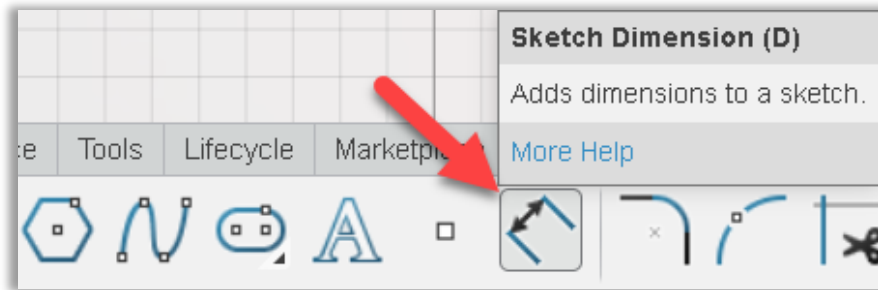 Sketch Dimension (D)
Adds dimensions to a sketch.
Tools Lifecycle
More Help
A